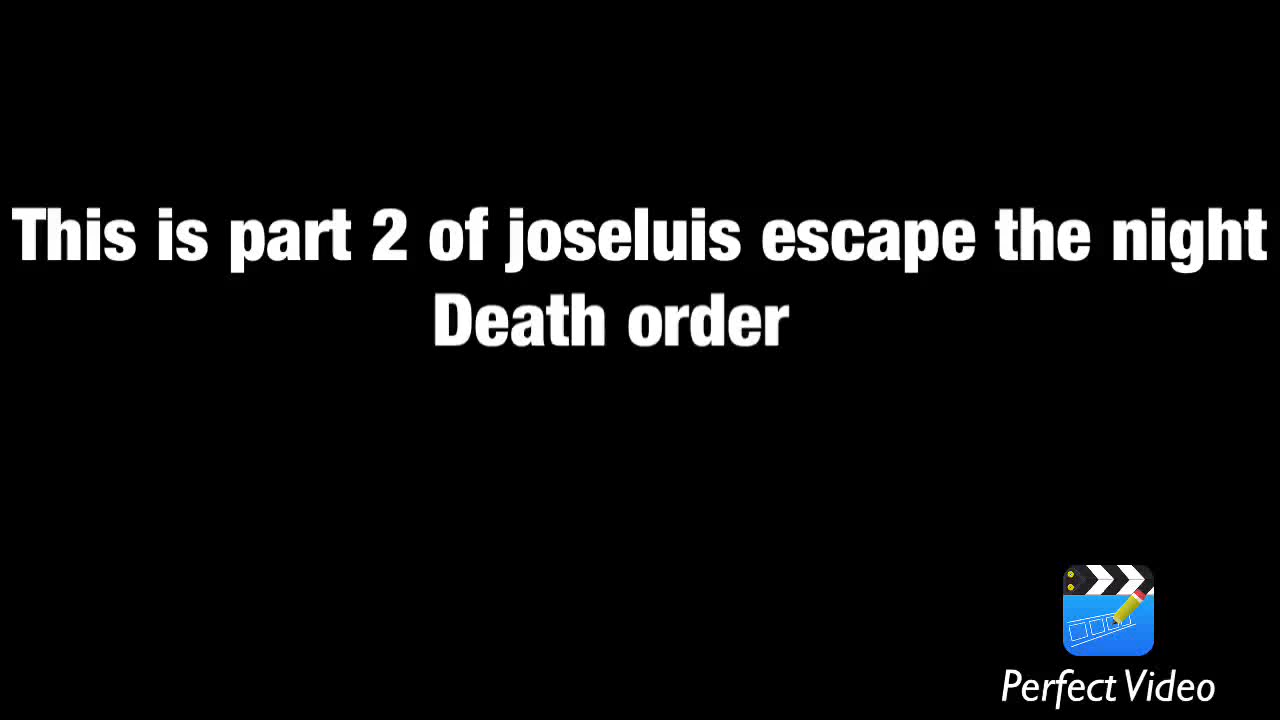 This is part 2 of joseluis escape the night
Death order
Perfect Video